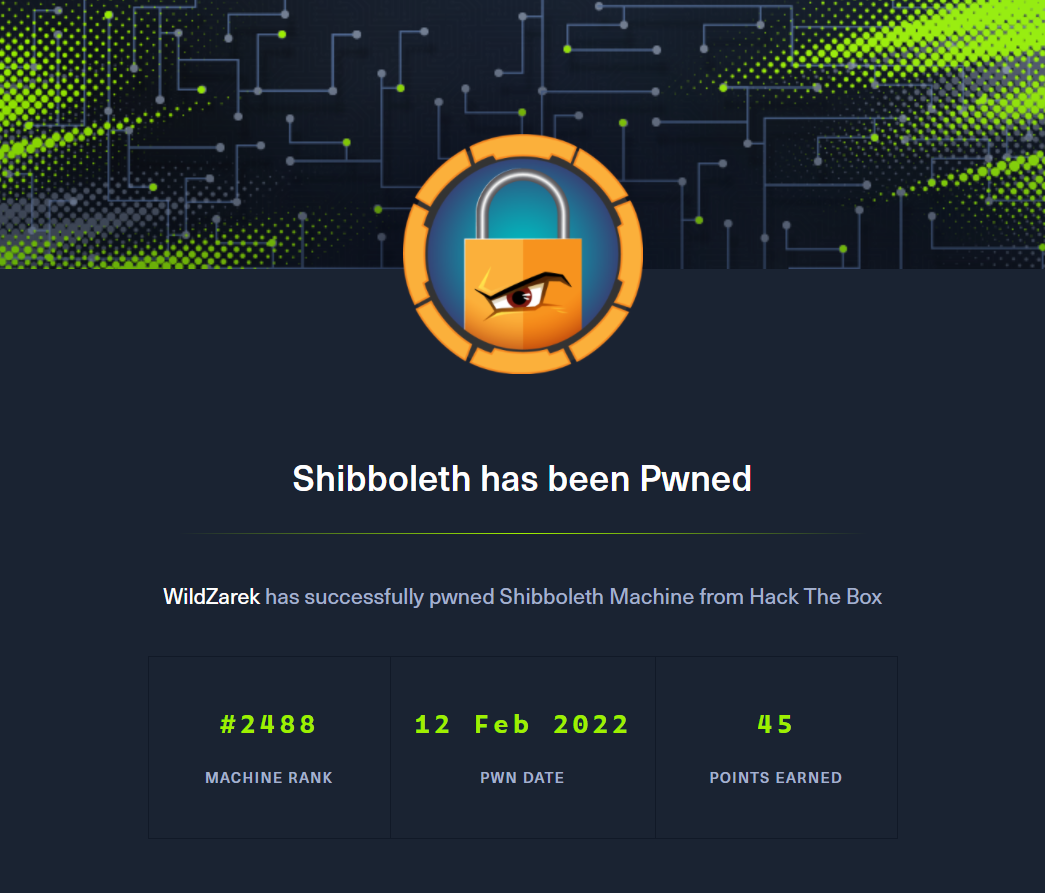 Shibboleth has been Pwned
WildZarek has successfully pwned Shibboleth Machine from Hack The Box
#2488
12 Feb 2022
45
MACHINE RANK
PWN DATE
POINTS EARNED